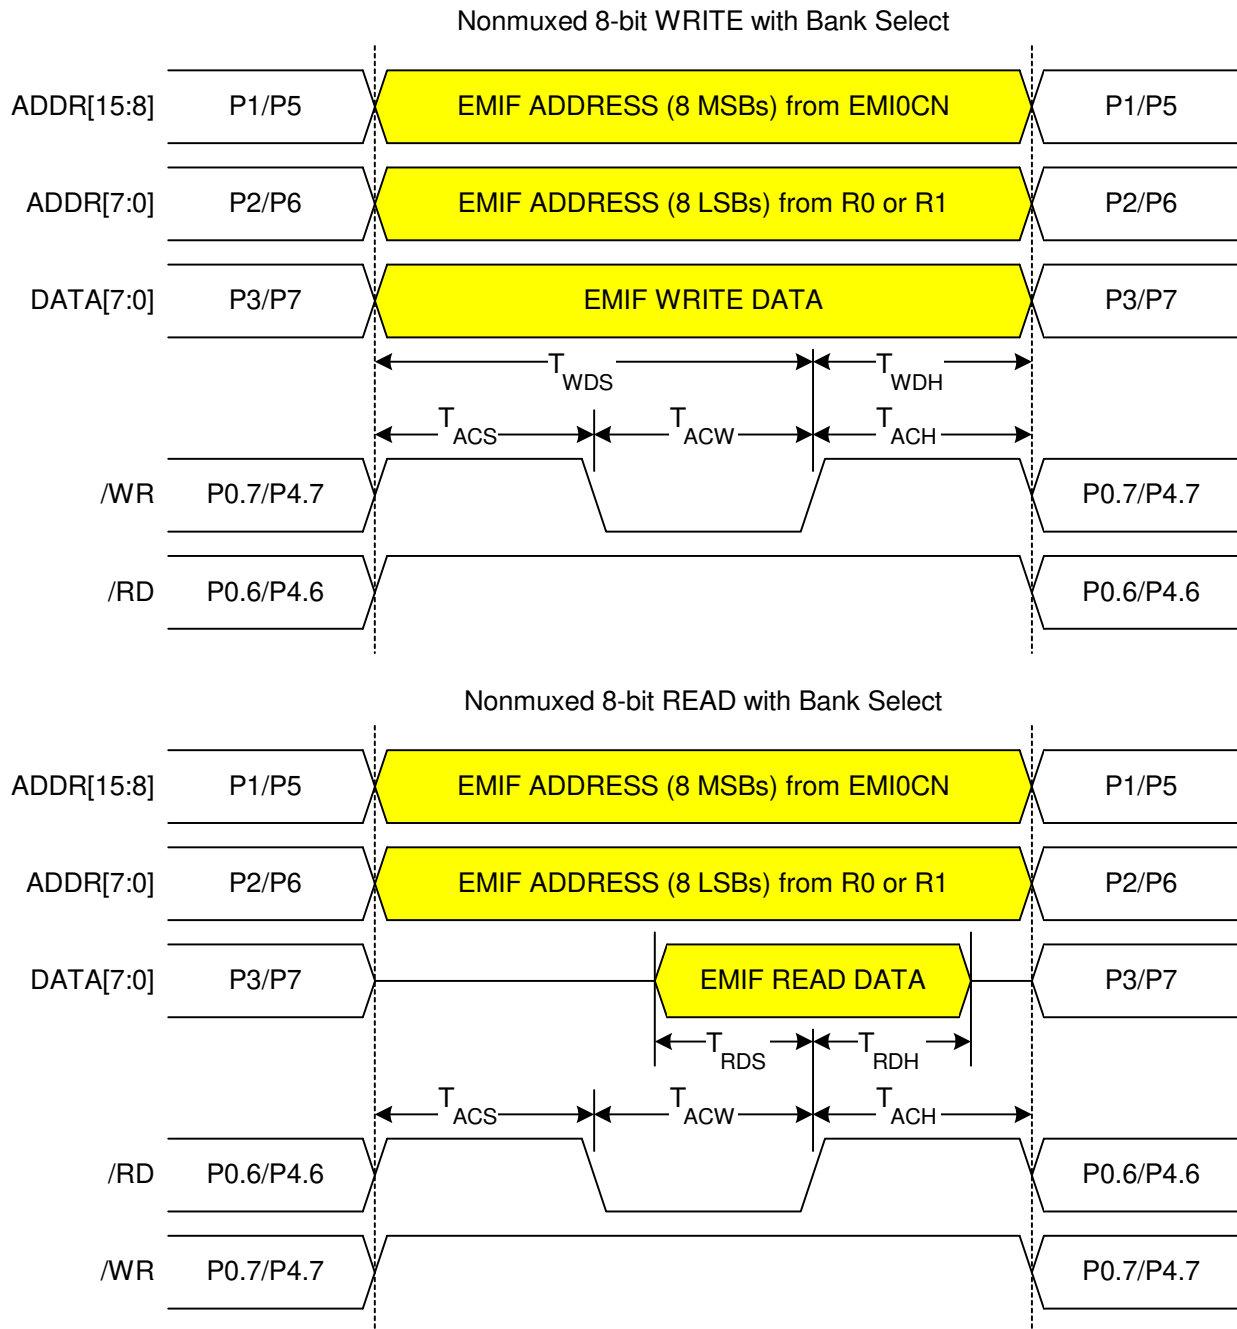 Nonmuxed 8-bit WRITE with Bank Select
ADDR[15:8] P1/P5 EMIF ADDRESS (8 MSBs) from EMI0CN P1/P5
ADDR[7:0] P2/P6 EMIF ADDRESS (8 LSBs) from R0 or R1 P2/P6
DATA[7:0] P3/P7 EMIF WRITE DATA P3/P7
TWDS TWDH
TACS TACW TACH
/WR P0.7/P4.7 P0.7/P4.7
/RD P0.6/P4.6 P0.6/P4.6
Nonmuxed 8-bit READ with Bank Select
ADDR[15:8] P1/P5 EMIF ADDRESS (8 MSBs) from EMI0CN P1/P5
ADDR[7:0] P2/P6 EMIF ADDRESS (8 LSBs) from R0 or R1 P2/P6
DATA[7:0] P3/P7 EMIF READ DATA P3/P7
TRDS TRDH
TACS TACW TACH
/RD P0.6/P4.6 P0.6/P4.6
/WR P0.7/P4.7 P0.7/P4.7